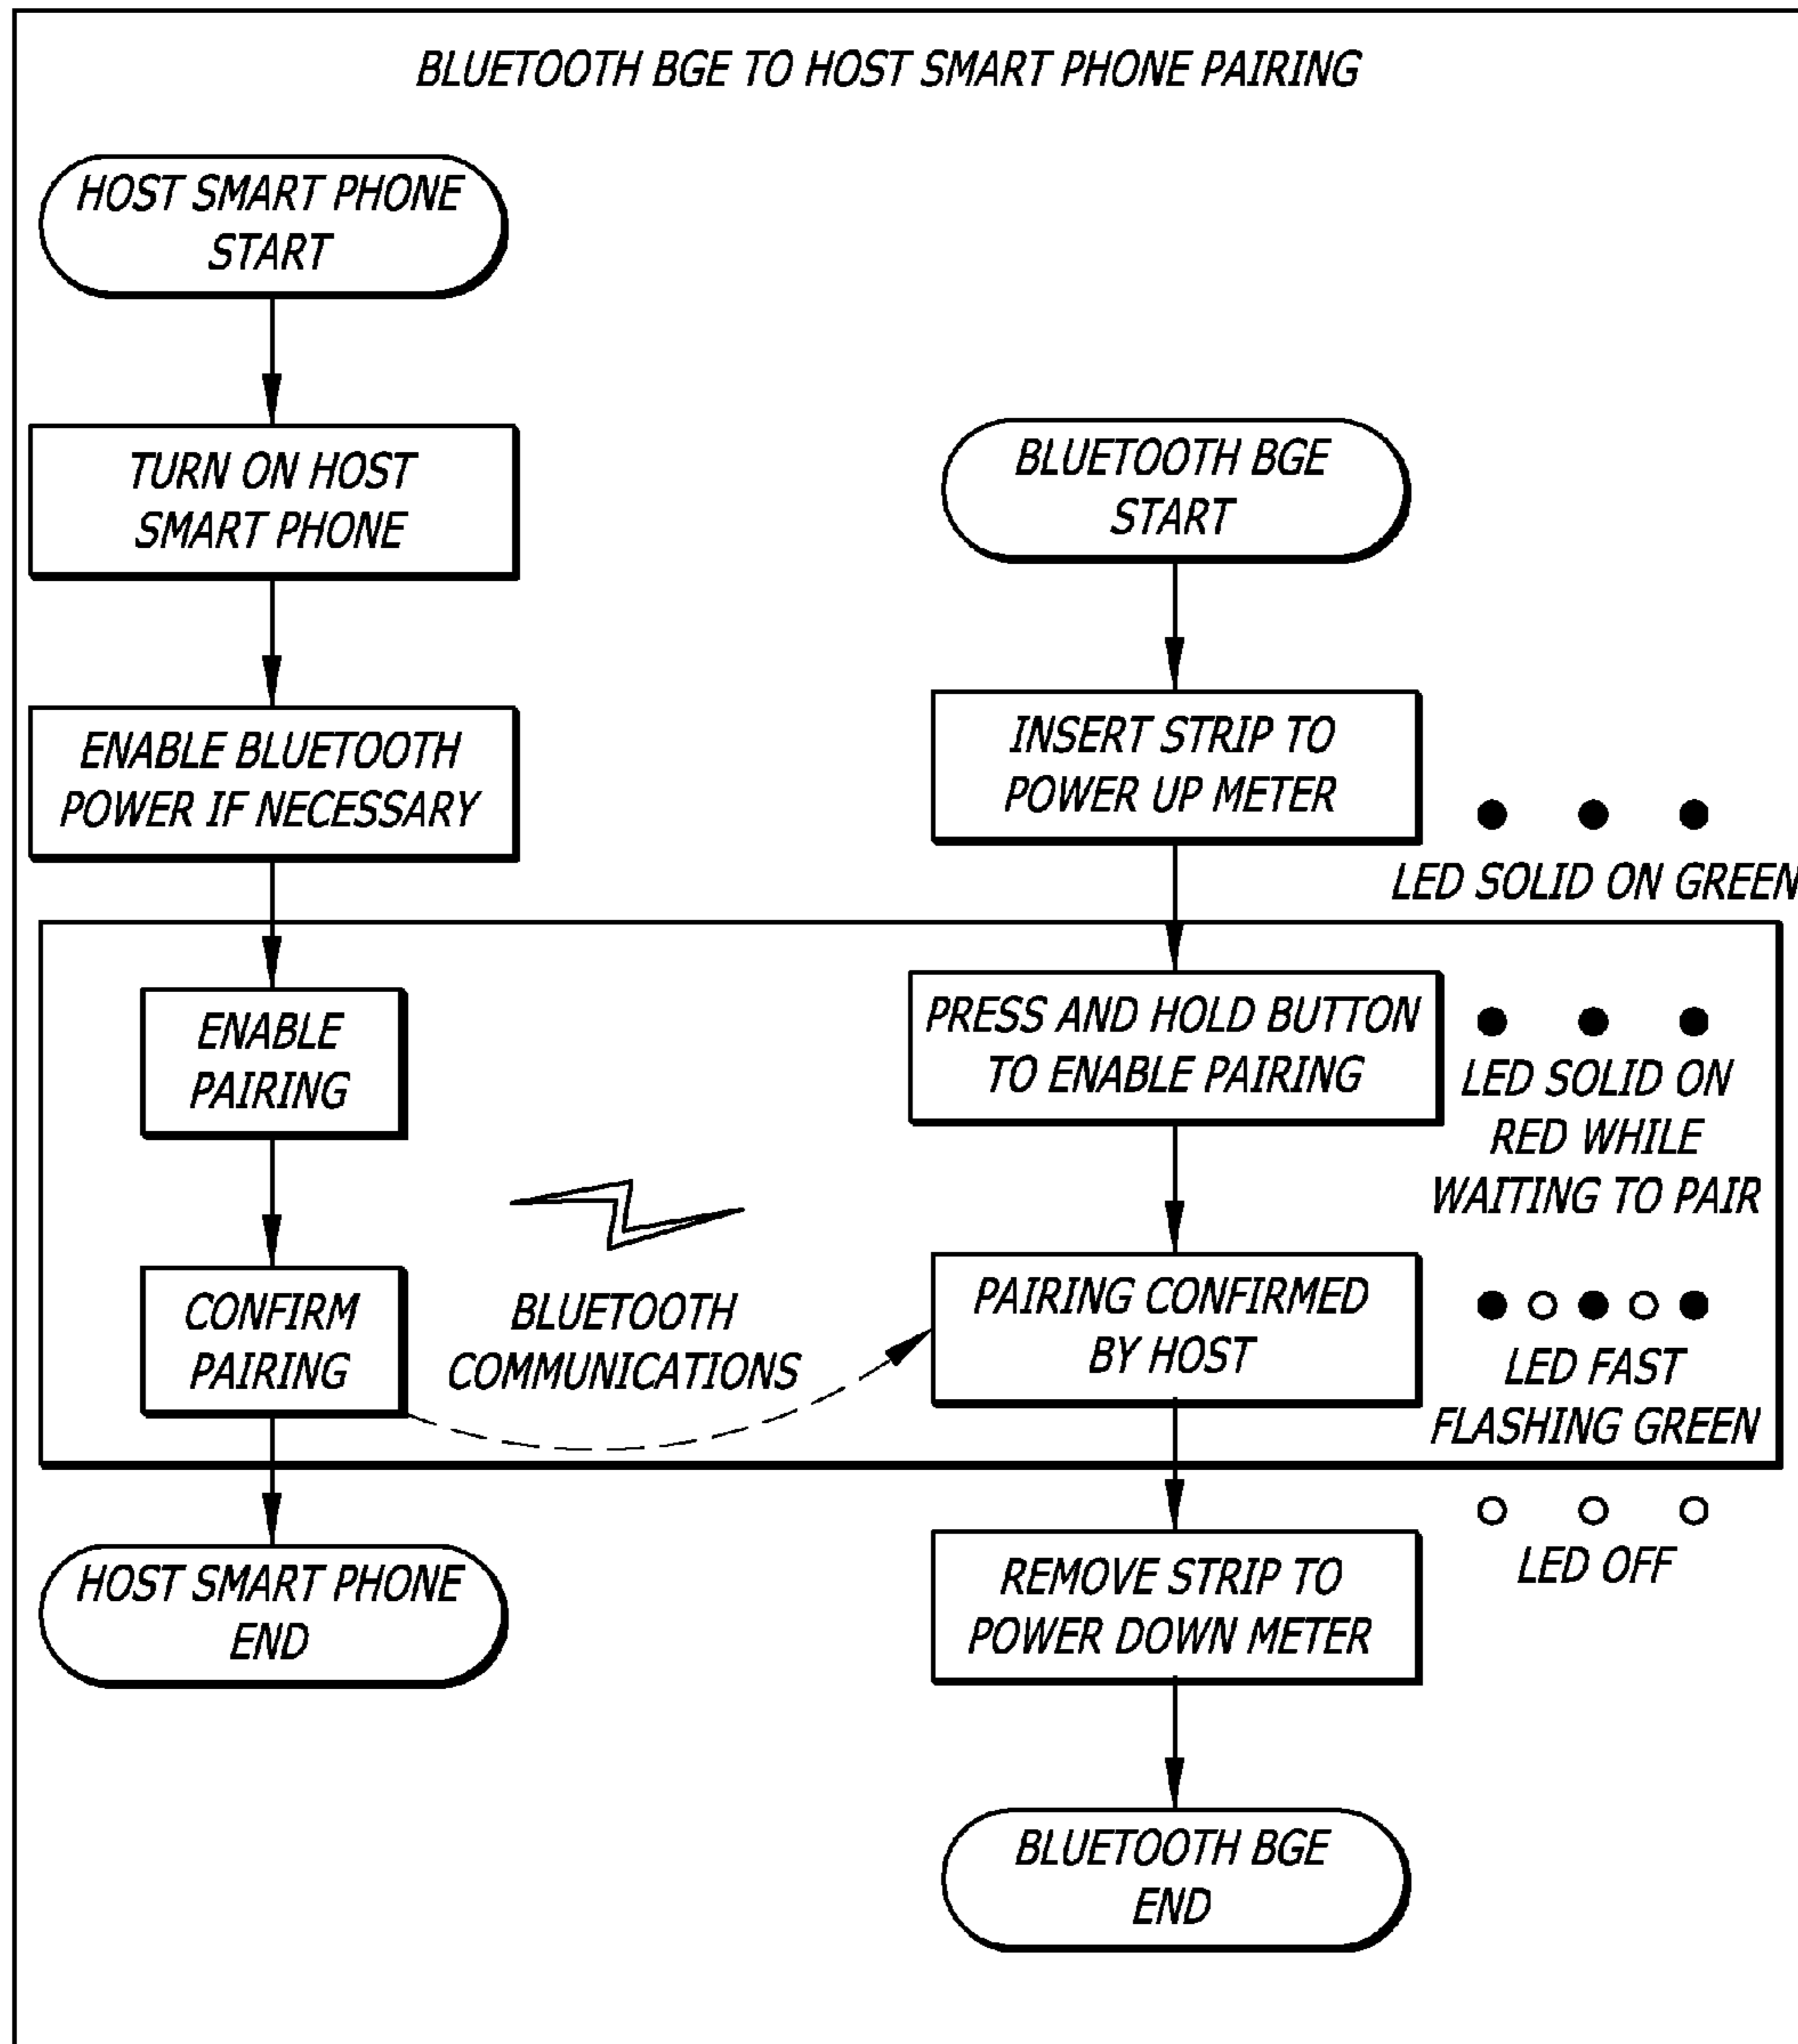 BLUETOOTH BGE TO HOST SMART PHONE PAIRING
HOST SMART PHONE
START
TURN ON HOST
SMART PHONE
ENABLE BLUETOOTH
POWER IF NECESSARY
ENABLE
PAIRING
CONFIRM
PAIRING
HOST SMART PHONE
END
BLUETOOTH
COMMUNICATIONS
BLUETOOTH BGE
START
INSERT STRIP TO
POWER UP METER
LED SOLID ON GREEN
PRESS AND HOLD BUTTON
TO ENABLE PAIRING
LED SOLID ON
RED WHILE
WAITING TO PAIR
PAIRING CONFIRMED
BY HOST
LED FAST
FLASHING GREEN
REMOVE STRIP TO
POWER DOWN METER
LED OFF
BLUETOOTH BGE
END